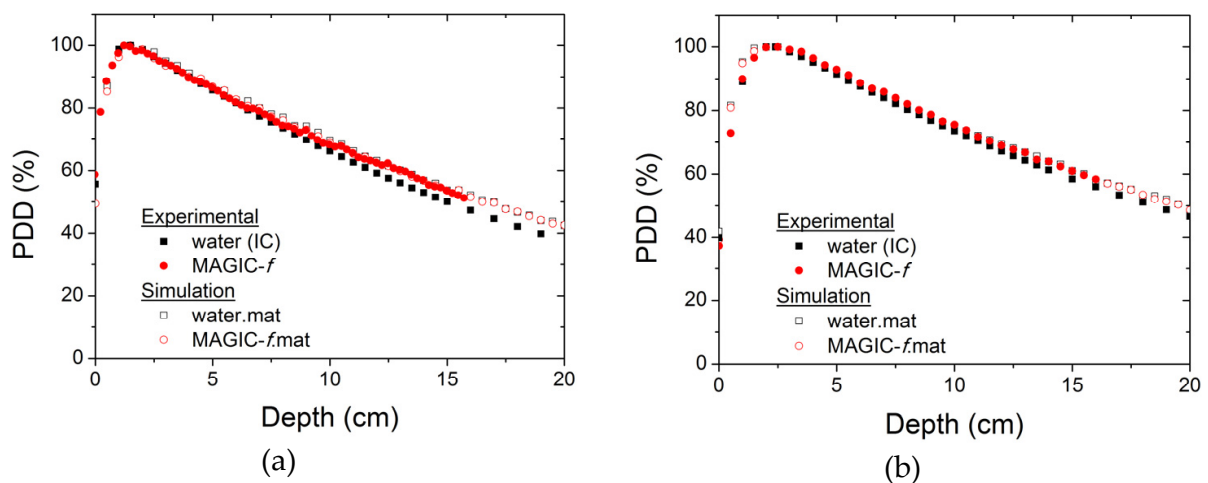 100
80
60
40
20
0
PDD (%)
Experimental
water (IC)
MAGIC-f
Simulation
water.mat
MAGIC-f.mat
0 5 10 15 20
Depth (cm)
(a)
100
80
60
40
20
0
PDD (%)
Experimental
water (IC)
MAGIC-f
Simulation
water.mat
MAGIC-f.mat
0 5 10 15 20
Depth (cm)
(b)